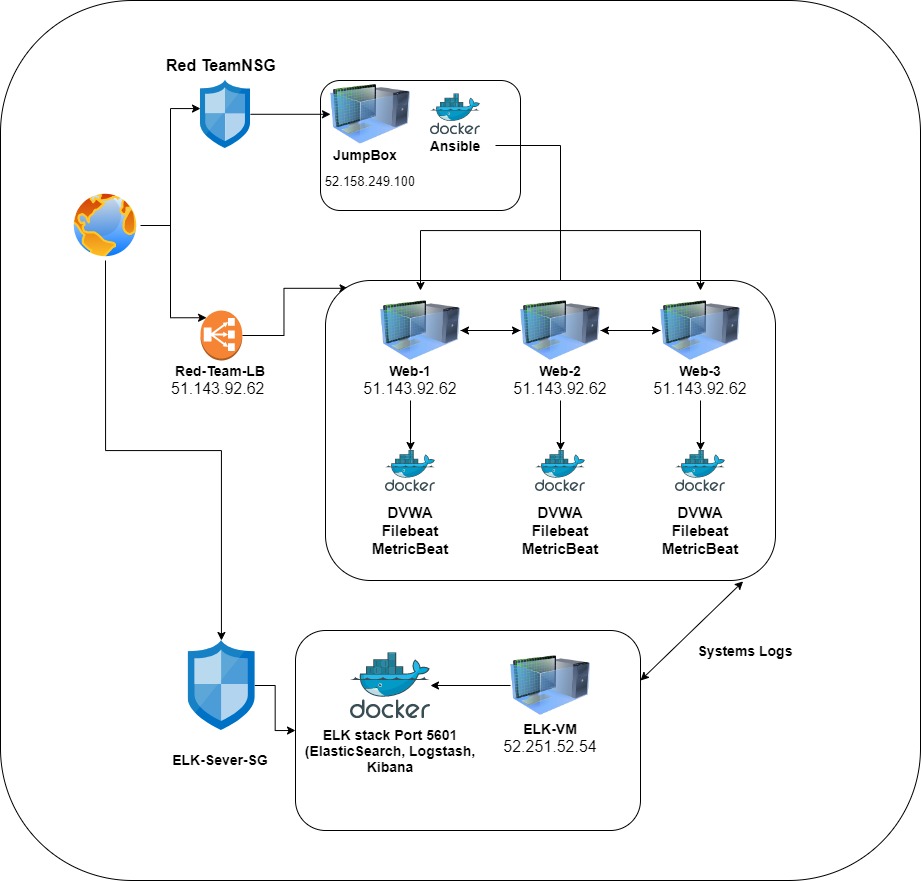 Red TeamNSG
docker
Ansible
JumpBox
52.158.249.100
Red-Team-LB
51.143.92.62
Web-1
51.143.92.62
Web-2
51.143.92.62
Web-3
51.143.92.62
docker
DVWA
Filebeat
MetricBeat
docker
DVWA
Filebeat
MetricBeat
docker
DVWA
Filebeat
MetricBeat
Systems Logs
ELK-Sever-SG
docker
ELK stack Port 5601
(ElasticSearch, Logstash,
Kibana
ELK-VM
52.251.52.54